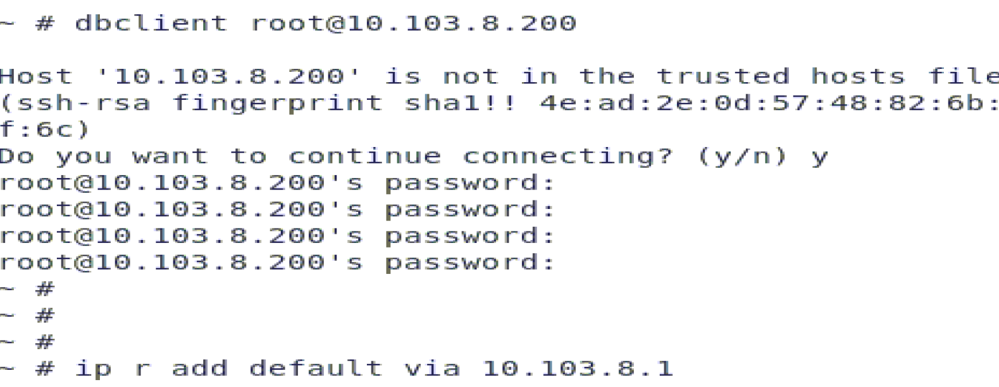 ~ # dbclient root@10.103.8.200
Host '10.103.8.200' is not in the trusted hosts file
(ssh-rsa fingerprint sha1!! 4e:ad:2e:0d:57:48:82:6b:
f:6c)
Do you want to continue connecting? (y/n) y
root@10.103.8.200's password:
root@10.103.8.200's password:
root@10.103.8.200's password:
root@10.103.8.200's password:
~ #
~ #
~ #
~ # ip r add default via 10.103.8.1